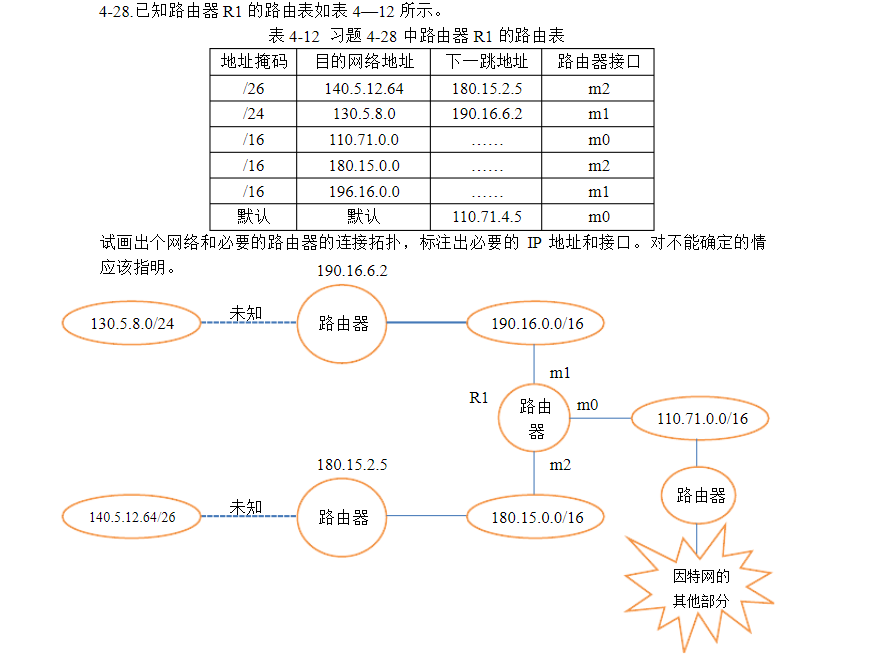 4-28.已知路由器 R1 的路由表如表 4—12 所示。
表 4-12 习题 4-28 中路由器 R1 的路由表
地址掩码 目的网络地址 下一跳地址 路由器接口
/26 140.5.12.64 180.15.2.5 m2
/24 130.5.8.0 190.16.6.2 m1
/16 110.71.0.0 …… m0
/16 180.15.0.0 …… m2
/16 196.16.0.0 …… m1
默认 默认 110.71.4.5 m0
试画出个网络和必要的路由器的连接拓扑，标注出必要的 IP 地址和接口。对不能确定的情
应该指明。
190.16.6.2
130.5.8.0/24
未知
路由器
190.16.0.0/16
m1
R1
路由
器
m0
110.71.0.0/16
m2
180.15.2.5
140.5.12.64/26
未知
路由器
180.15.0.0/16
路由器
因特网的
其他部分